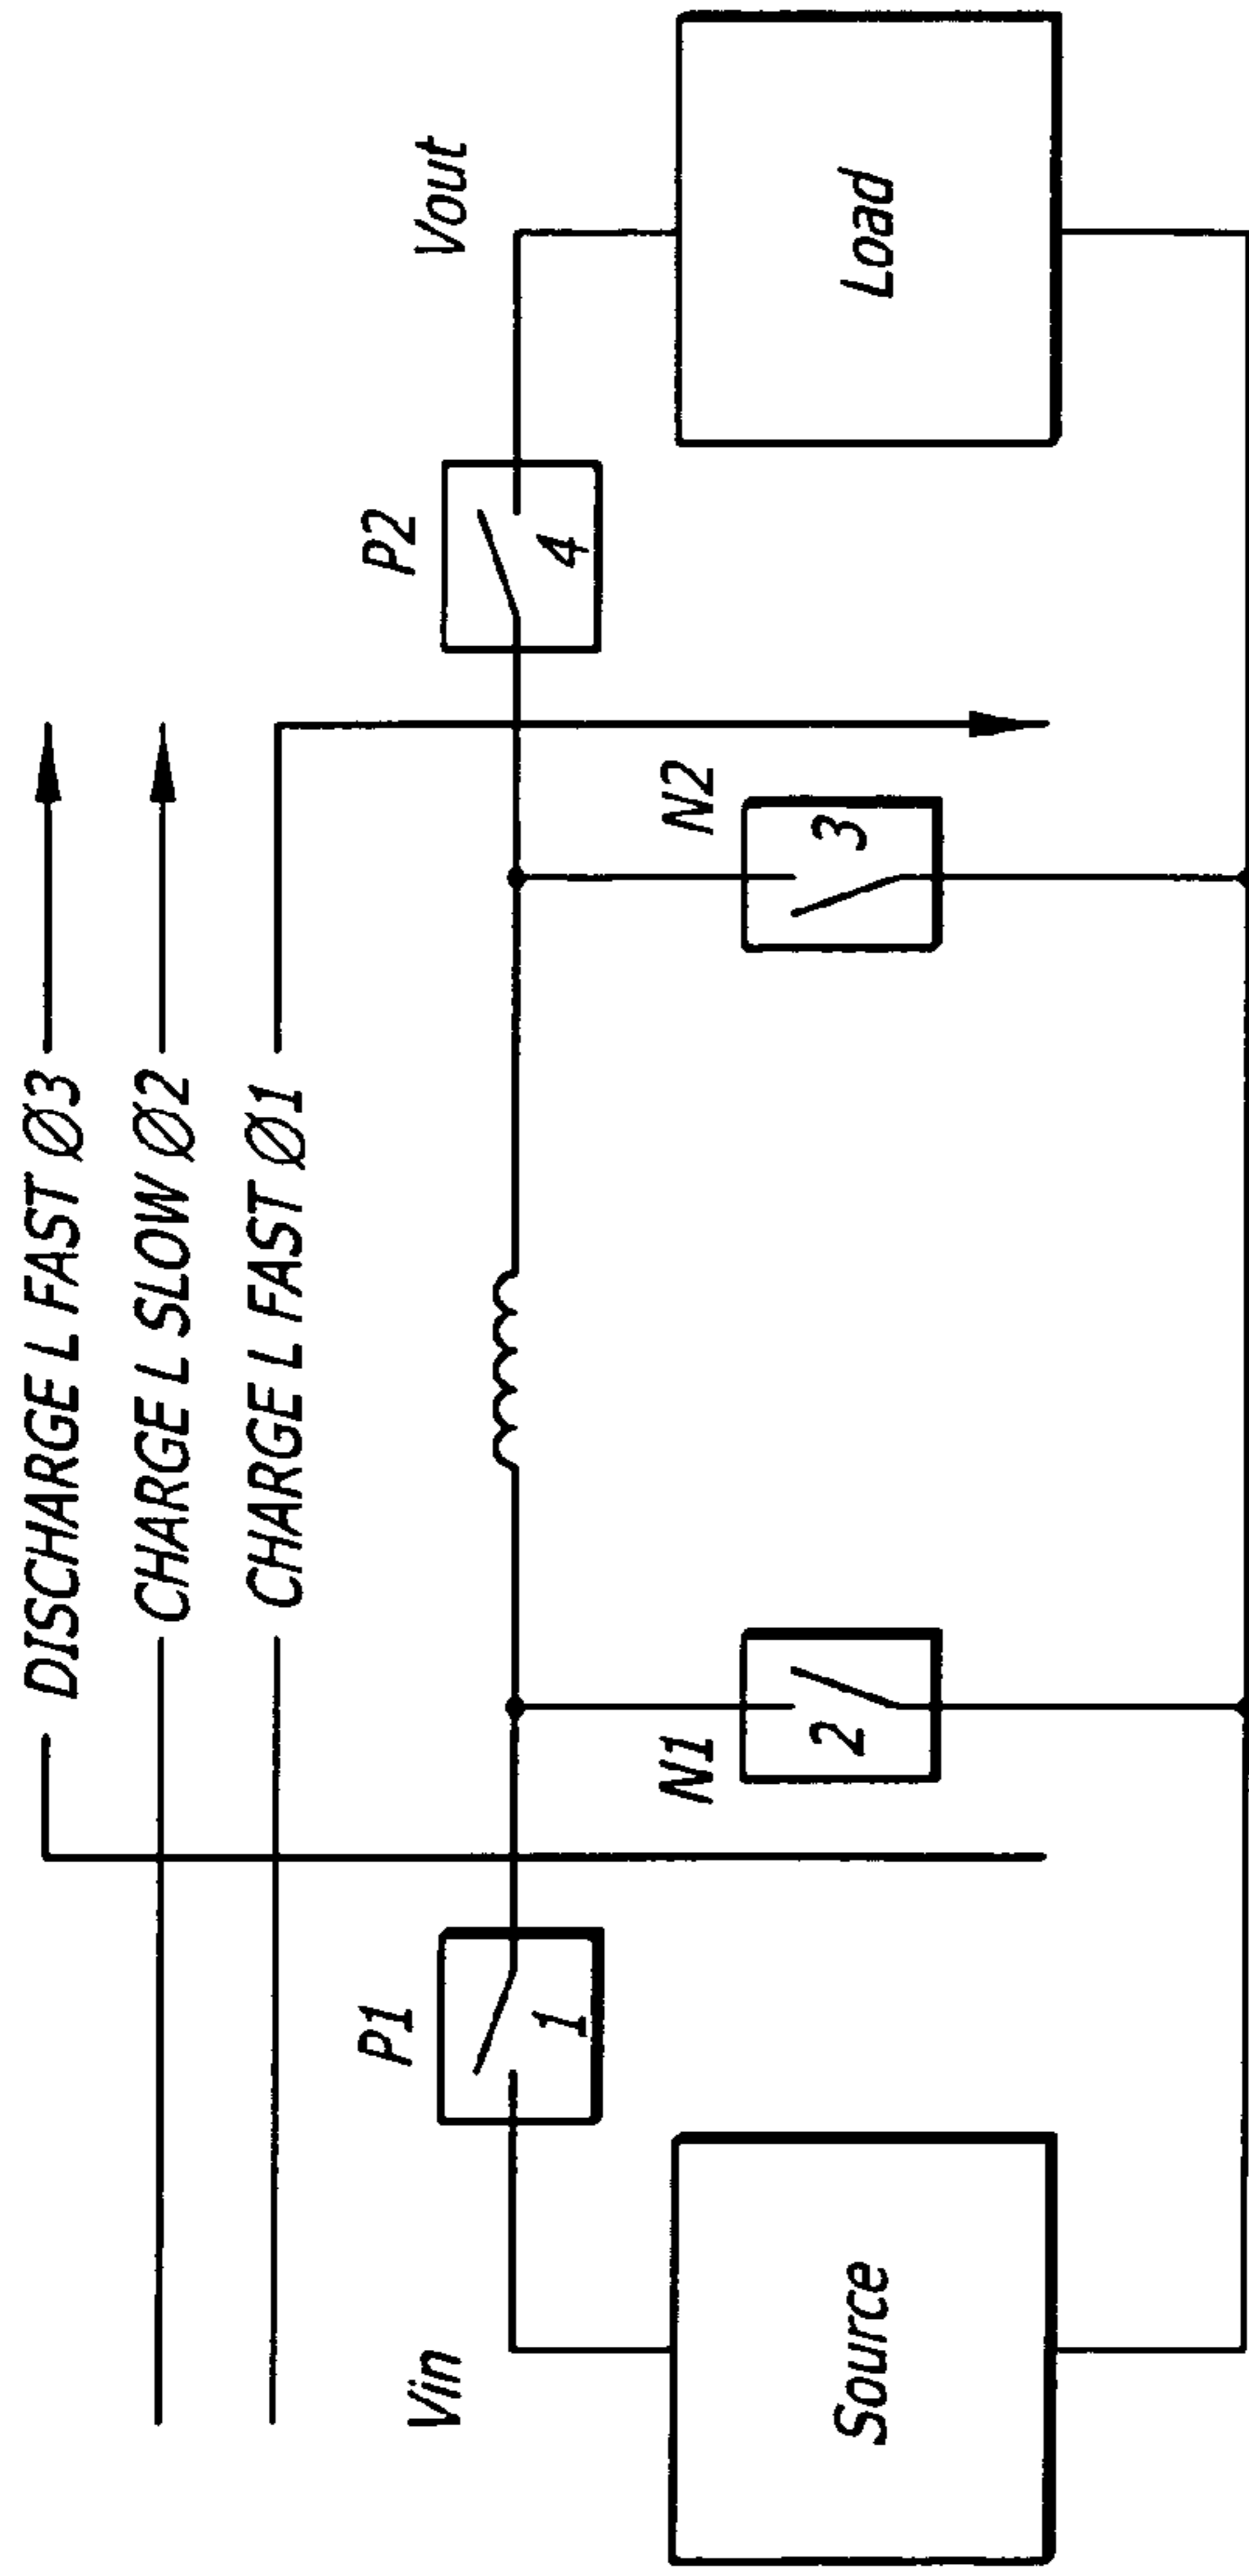 DISCHARGE L FAST Ø3
CHARGE L SLOW Ø2
CHARGE L FAST Ø1
Vin
P1
P2
Vout
1
4
N1
N2
2
3
Source
Load